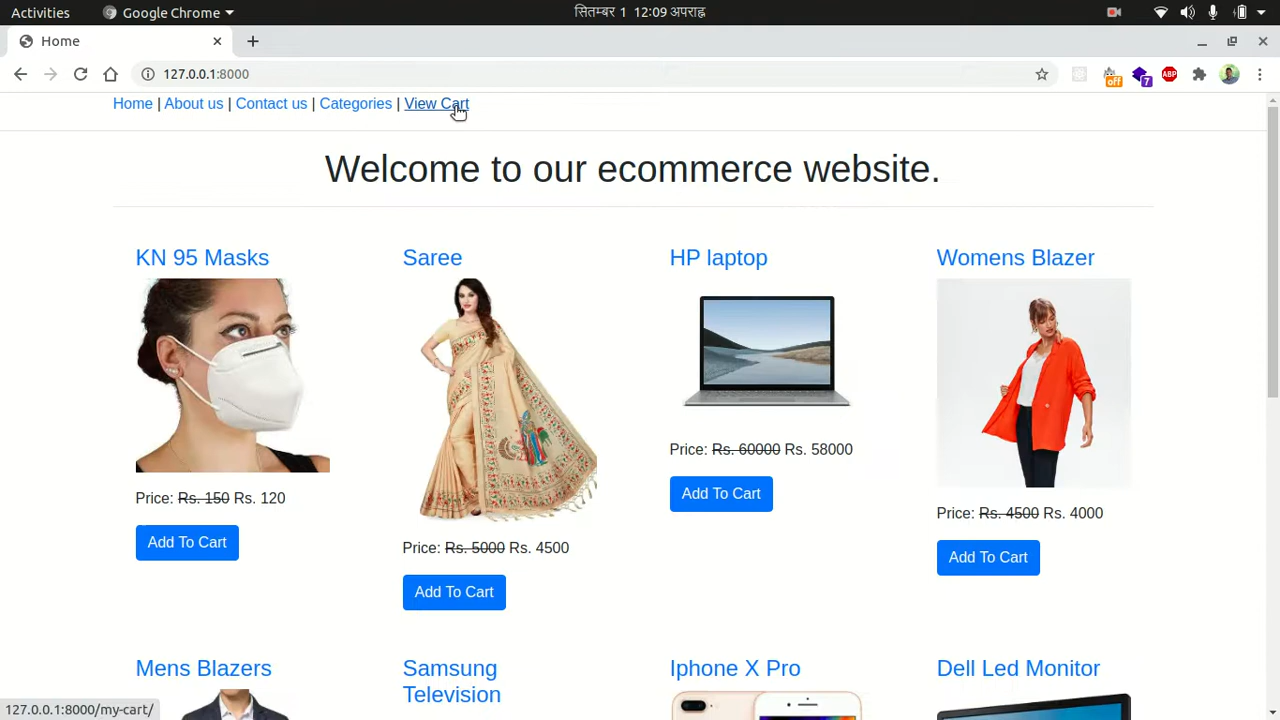 Activities
Google Chrome
सितम्बर 1 12:09 अपराह्न
Home
127.0.0.1:8000
off
7
ABP
Home | About us | Contact us | Categories | View Cart
Welcome to our ecommerce website.
KN 95 Masks
Saree
HP laptop
Womens Blazer
Price: Rs. 60000 Rs. 58000
Add To Cart
Price: Rs. 150 Rs. 120
Price: Rs. 4500 Rs. 4000
Add To Cart
Price: Rs. 5000 Rs. 4500
Add To Cart
Add To Cart
Mens Blazers
Samsung
Television
Iphone X Pro
Dell Led Monitor
127.0.0.1:8000/my-cart/